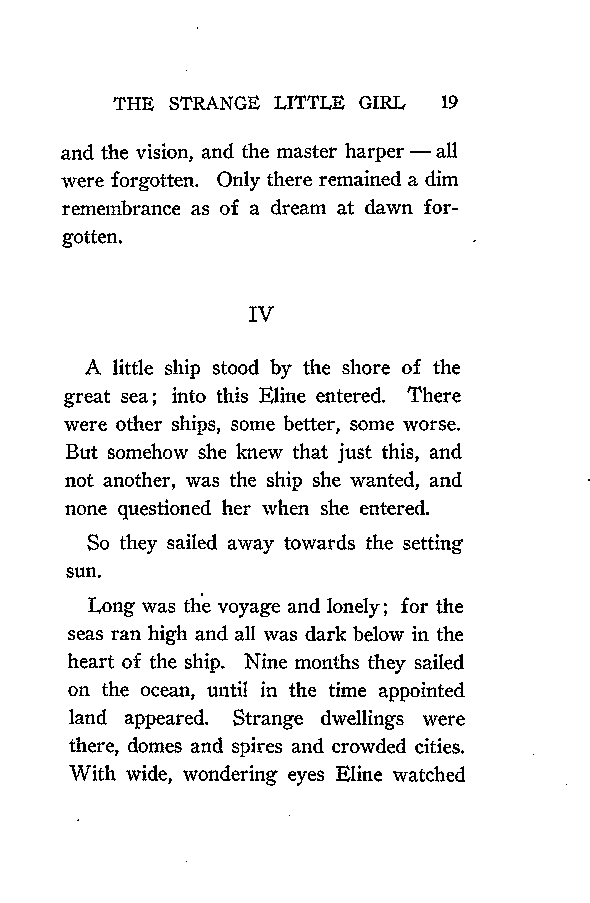 THE STRANGE LITTLE GIRL 19
and the vision, and the master harper — all
were forgotten. Only there remained a dim
remembrance as of a dream at dawn for-
gotten.
IV
A little ship stood by the shore of the
great sea; into this Eline entered. There
were other ships, some better, some worse.
But somehow she knew that just this, and
not another, was the ship she wanted, and
none questioned her when she entered.
So they sailed away towards the setting
sun.
Long was the voyage and lonely; for the
seas ran high and all was dark below in the
heart of the ship. Nine months they sailed
on the ocean, until in the time appointed
land appeared. Strange dwellings were
there, domes and spires and crowded cities.
With wide, wondering eyes Eline watched